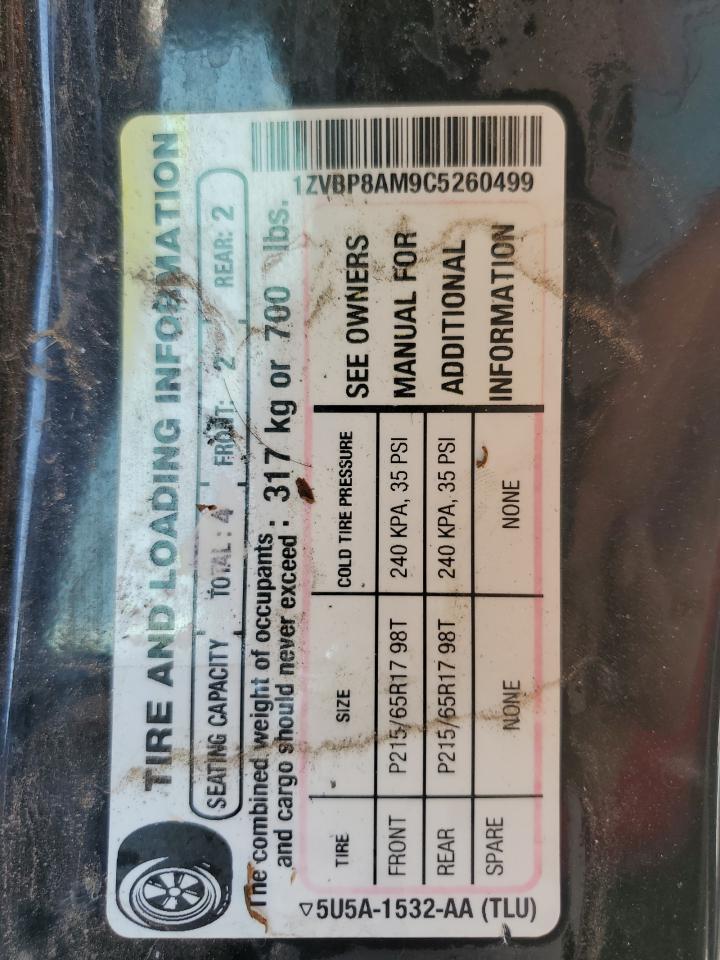 TIRE AND LOADING INFORMATION
SEATING CAPACITY TOTAL: 4 FRONT: 2 REAR: 2
The combined weight of occupants
and cargo should never exceed: 317 kg or 700 lbs.
1ZVBP8AM9C5260499
TIRE SIZE COLD TIRE PRESSURE
FRONT P215/65R17 98T 240 KPA, 35 PSI
REAR P215/65R17 98T 240 KPA, 35 PSI
SPARE NONE NONE
SEE OWNERS
MANUAL FOR
ADDITIONAL
INFORMATION
5U5A-1532-AA (TLU)